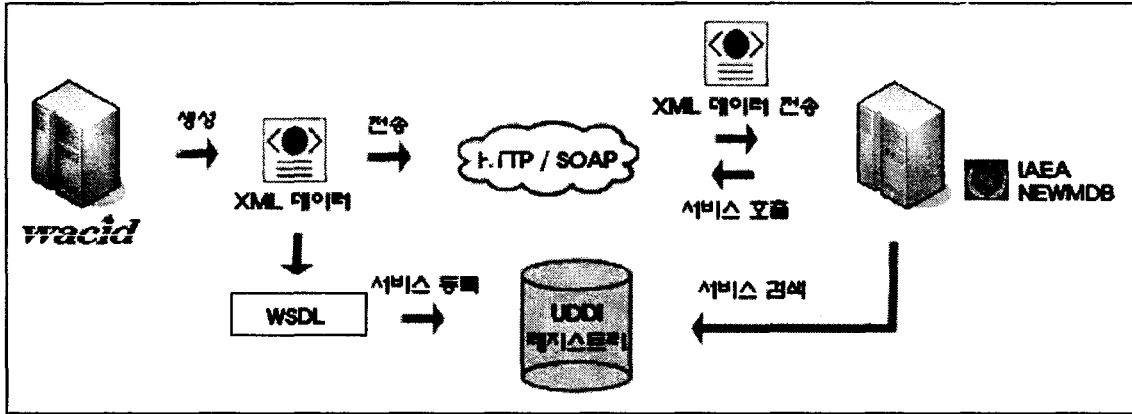 생성
XML 데이터
wacid
전송
HTTP / SOAP
XML 데이터 전송
서비스 호출
IAEA
NEWMDB
WSDL
서비스 등록
UDDI
레지스트리
서비스 검색